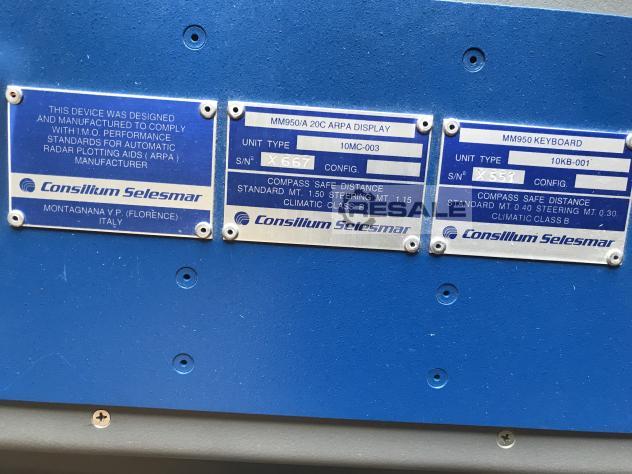 THIS DEVICE WAS DESIGNED
AND MANUFACTURED TO COMPLY
WITH I.M.O. PERFORMANCE
STANDARDS FOR AUTOMATIC
RADAR PLOTTING AIDS (ARPA)
MANUFACTURER
Consilium Selesmar
MONTAGNANA V.P. (FLORENCE)
ITALY
MM950/A 20C ARPA DISPLAY
UNIT TYPE 10MC-003
S/N° X667 CONFIG.
COMPASS SAFE DISTANCE
STANDARD MT. 1.50 STEERING MT. 1.15
CLIMATIC CLASS
Consilium Selesmar
MM950 KEYBOARD
UNIT TYPE 10KB-001
S/N° CONFIG.
COMPASS SAFE DISTANCE
STANDARD MT. 0.40 STEERING MT. 0.30
CLIMATIC CLASS B
Consilium Selesmar
RESALE